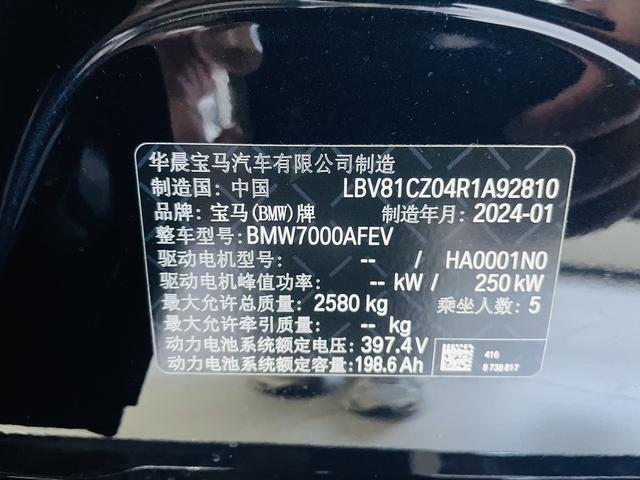 华晨宝马汽车有限公司制造
制造国: 中国 LBV81CZ04R1A92810
品牌: 宝马(BMW)牌 制造年月: 2024-01
整车型号: BMW7000AFEV
驱动电机型号: -- / HA0001N0
驱动电机峰值功率: -- kW / 250 kW
最大允许总质量: 2580 kg 乘坐人数: 5
最大允许牵引质量: -- kg
动力电池系统额定电压: 397.4V
动力电池系统额定容量: 198.6Ah
416
8 738 817